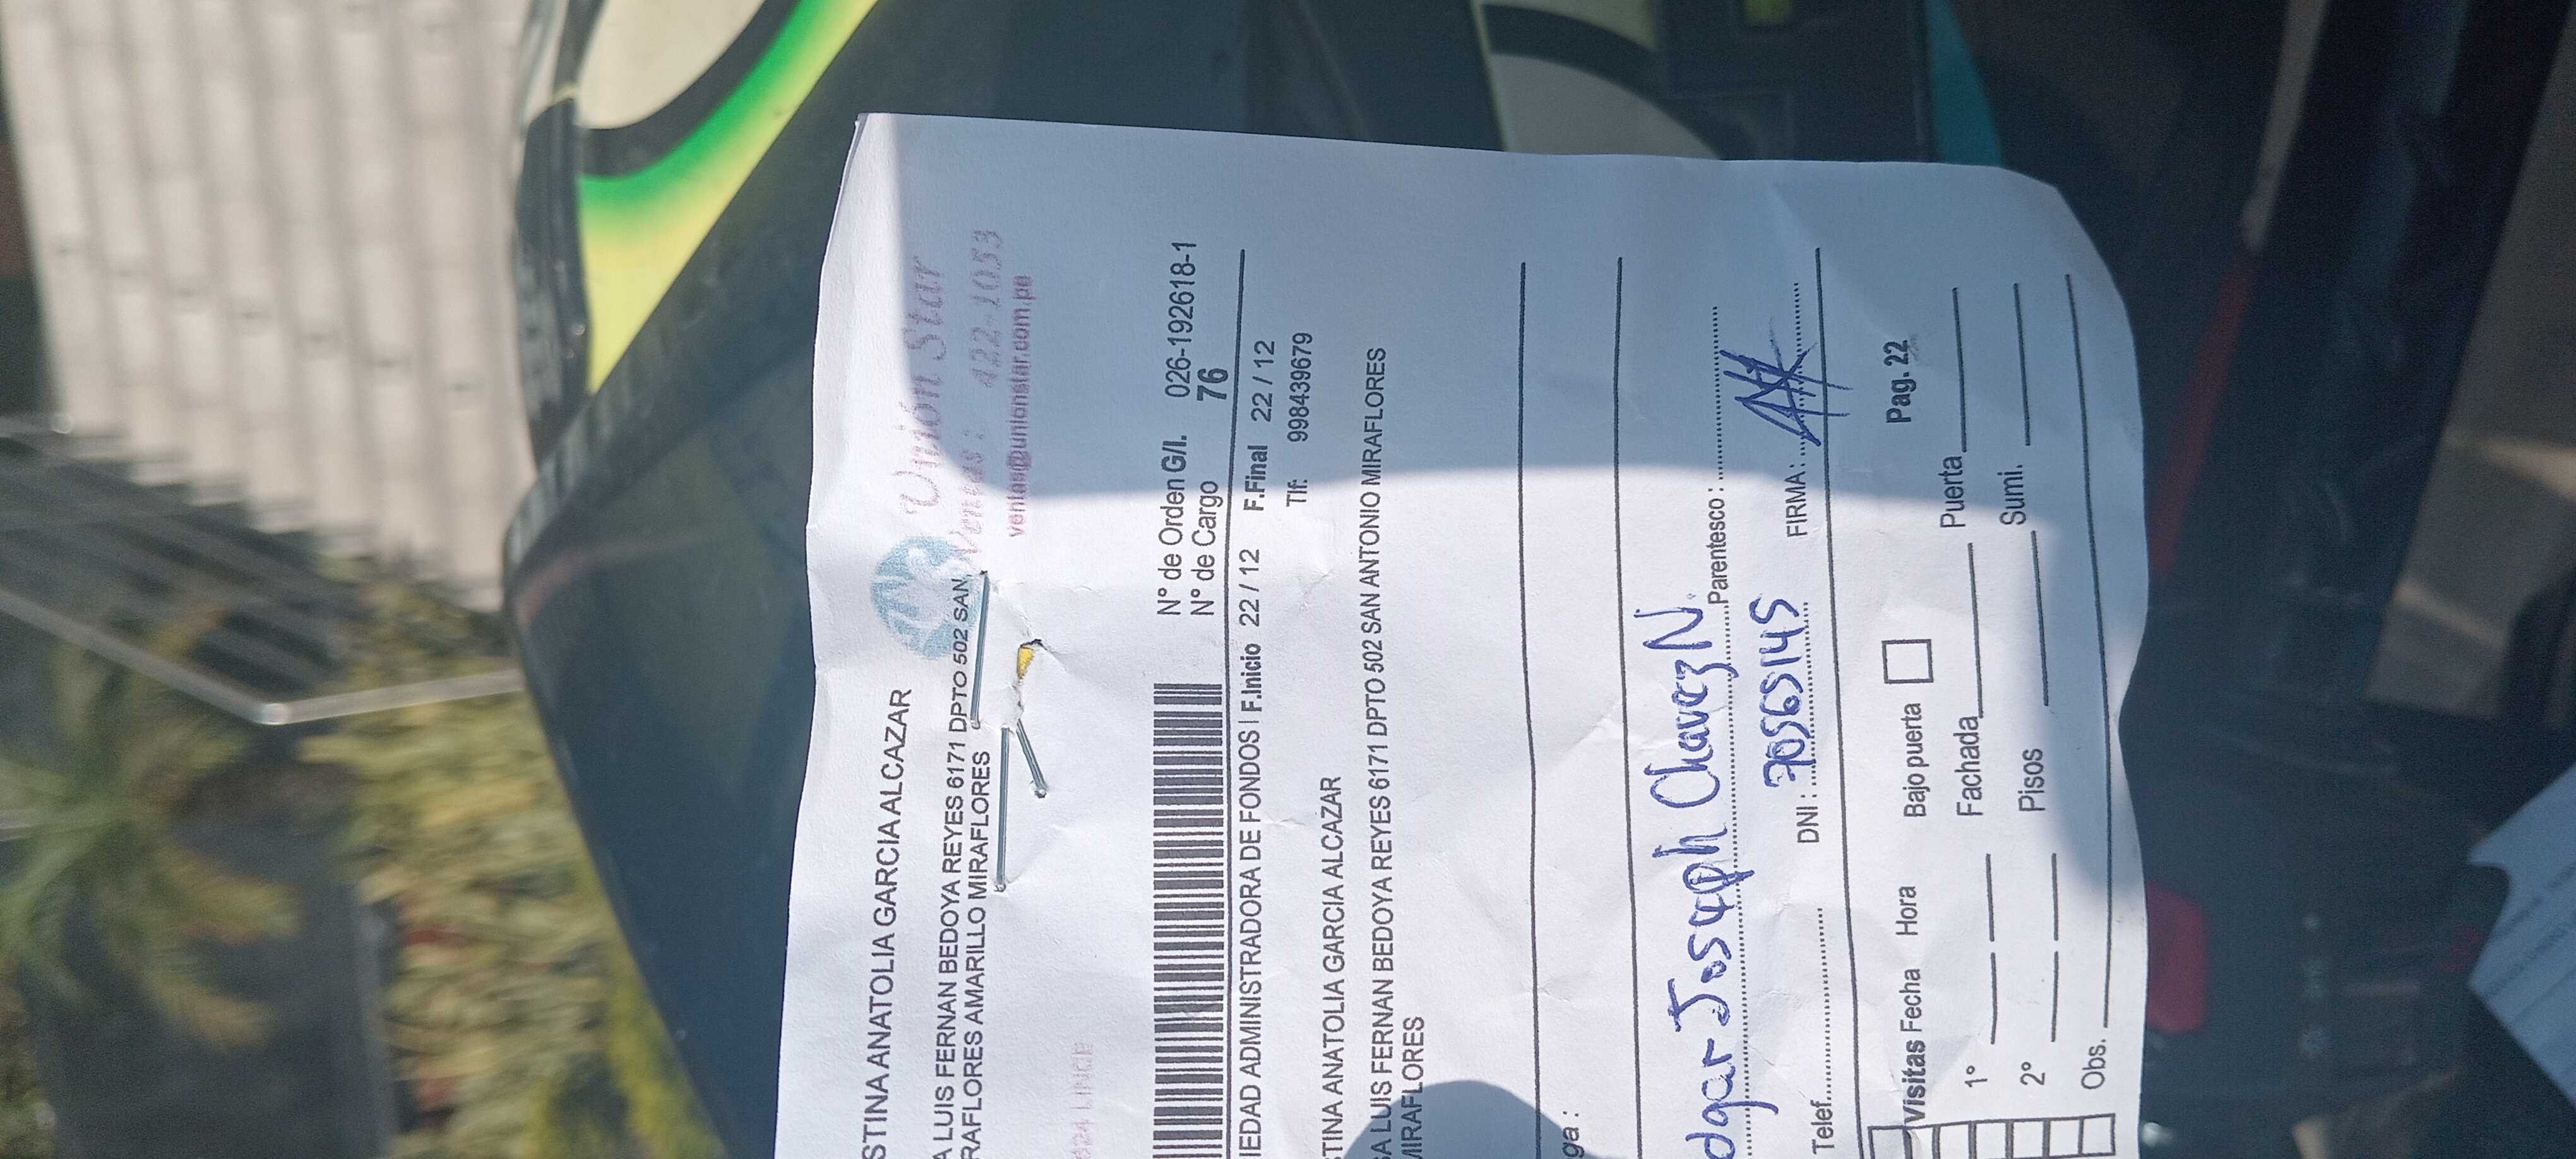 STINA ANATOLIA GARCIA ALCAZAR
Unión Star
A LUIS FERNAN BEDOYA REYES 6171 DPTO 502 SAN
Ventas: 422-1053
RAFLORES AMARILLO MIRAFLORES
ventas@unionstar.com.pe
LINCE
N° de Orden G/I. 026-192618-1
N° de Cargo 76
IEDAD ADMINISTRADORA DE FONDOS I F.Inicio 22 / 12 F.Final 22 / 12
Tlf: 998439679
STINA ANATOLIA GARCIA ALCAZAR
SA LUIS FERNAN BEDOYA REYES 6171 DPTO 502 SAN ANTONIO MIRAFLORES
MIRAFLORES
ga :
dgar Joseph Chavez N. Parentesco :
Telef. DNI : 70565145 FIRMA:
Visitas Fecha Hora Bajo puerta Pag. 22
1° Fachada Puerta
2° Pisos Sumi.
Obs.